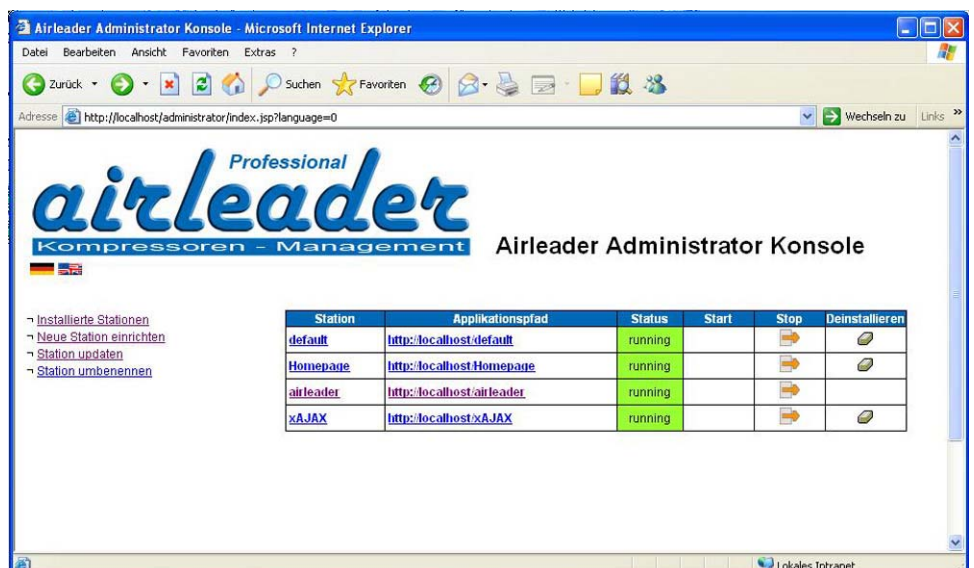 Airleader Administrator Konsole - Microsoft Internet Explorer
Datei Bearbeiten Ansicht Favoriten Extras ?
Zurück Suchen Favoriten
Adresse http://localhost/administrator/index.jsp?language=0 Wechseln zu Links »
Professional
airleader
Kompressoren - Management
Airleader Administrator Konsole
¬ Installierte Stationen
¬ Neue Station einrichten
¬ Station updaten
¬ Station umbenennen
Station Applikationspfad Status Start Stop Deinstallieren
default http://localhost/default running
Homepage http://localhost/Homepage running
airleader http://localhost/airleader running
xAJAX http://localhost/xAJAX running
Lokales Intranet